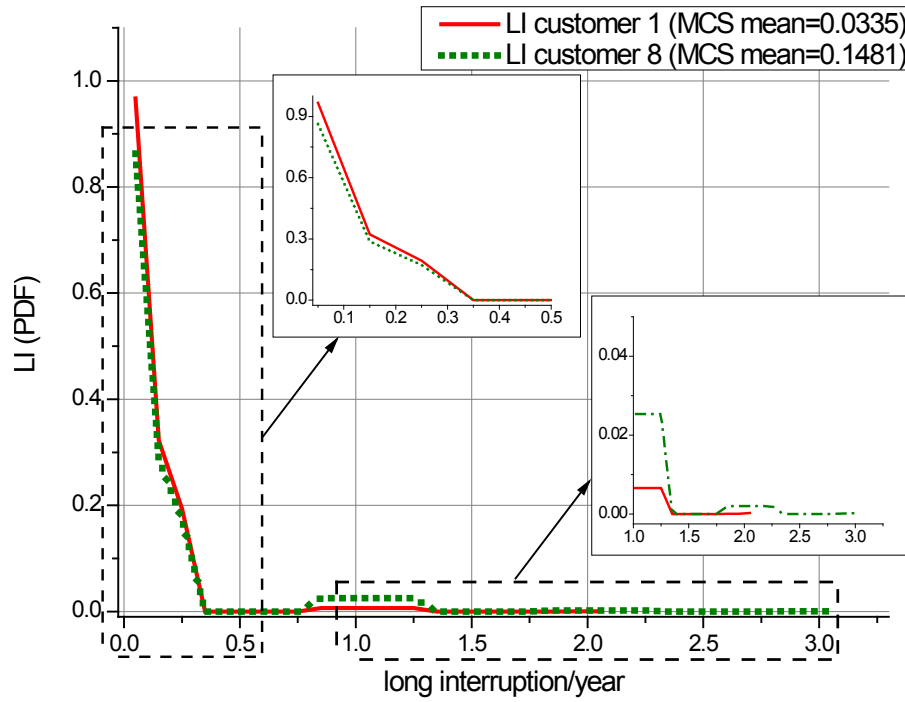 LI customer 1 (MCS mean=0.0335)
LI customer 8 (MCS mean=0.1481)
1.0
0.8
0.6
0.4
0.2
0.0
LI (PDF)
0.9
0.6
0.3
0.0
0.1 0.2 0.3 0.4 0.5
0.04
0.02
0.00
1.0 1.5 2.0 2.5 3.0
0.0 0.5 1.0 1.5 2.0 2.5 3.0
long interruption/year